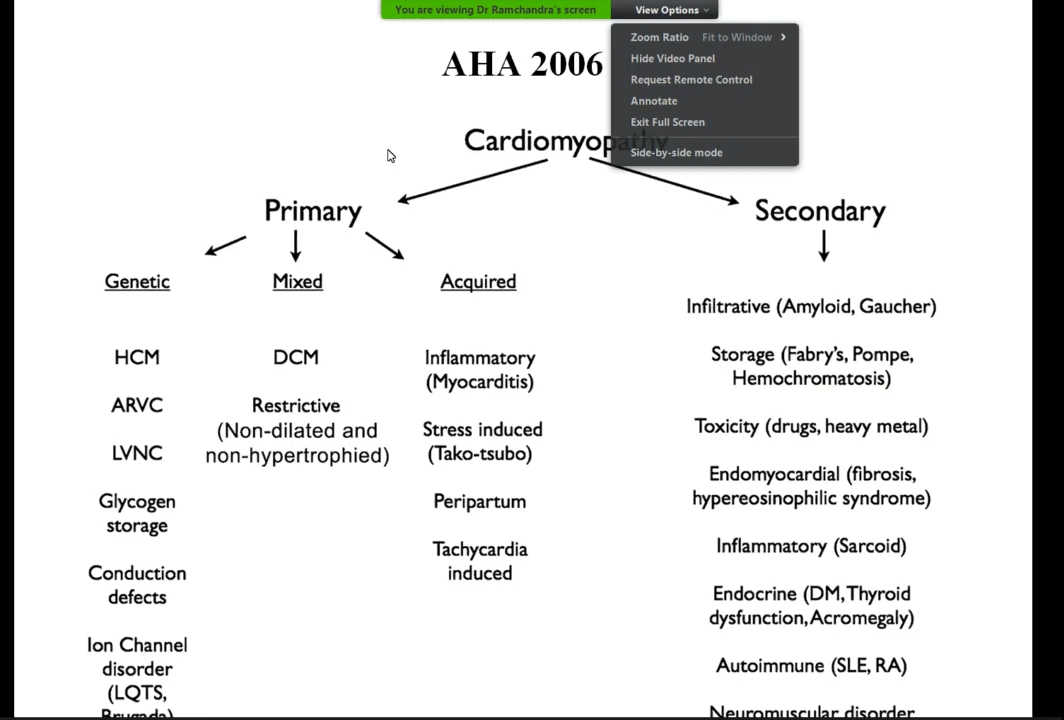 You are viewing Dr Ramchandra's screen
View Options
Zoom Ratio Fit to Window
Hide Video Panel
Request Remote Control
Annotate
Exit Full Screen
Side-by-side mode
AHA 2006
Cardiomyopathy
Primary
Secondary
Genetic
HCM
ARVC
LVNC
Glycogen
storage
Conduction
defects
Ion Channel
disorder
(LQTS,
Brugada)
Mixed
DCM
Restrictive
(Non-dilated and
non-hypertrophied)
Acquired
Inflammatory
(Myocarditis)
Stress induced
(Tako-tsubo)
Peripartum
Tachycardia
induced
Infiltrative (Amyloid, Gaucher)
Storage (Fabry's, Pompe,
Hemochromatosis)
Toxicity (drugs, heavy metal)
Endomyocardial (fibrosis,
hypereosinophilic syndrome)
Inflammatory (Sarcoid)
Endocrine (DM, Thyroid
dysfunction, Acromegaly)
Autoimmune (SLE, RA)
Neuromuscular disorder